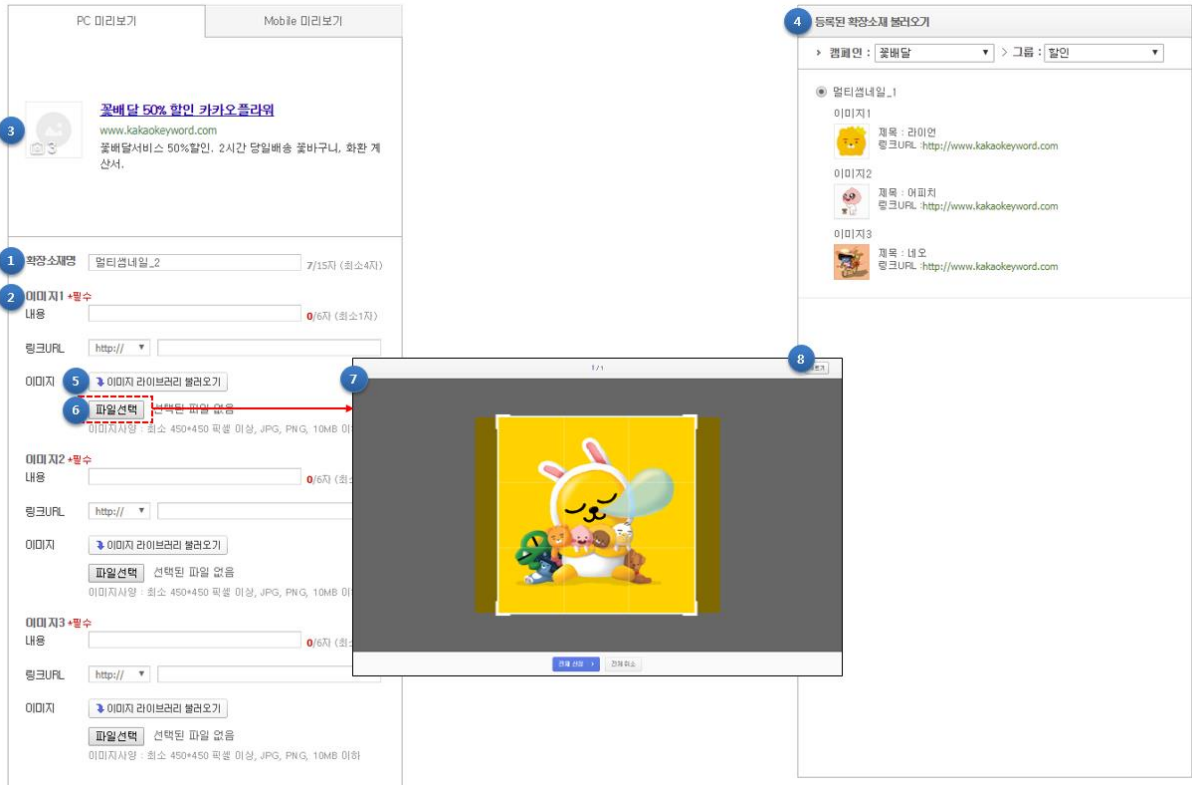 PC 미리보기
Mobile 미리보기
3
3
꽃배달 50% 할인 카카오플라워
www.kakaokeyword.com
꽃배달서비스 50%할인. 2시간 당일배송 꽃바구니, 화환 계
산서.
1 확장소재명 멀티썸네일_2 7/15자 (최소4자)
2 이미지1 *필수
내용 0/6자 (최소1자)
링크URL http://
이미지 5 이미지 라이브러리 불러오기
6 파일선택 선택된 파일 없음
이미지사양 : 최소 450*450 픽셀 이상, JPG, PNG, 10MB
이미지2 *필수
내용 0/6자
링크URL http://
이미지 이미지 라이브러리 불러오기
파일선택 선택된 파일 없음
이미지사양 : 최소 450*450 픽셀 이상, JPG, PNG, 10MB
이미지3 *필수
내용 0/6자
링크URL http://
이미지 이미지 라이브러리 불러오기
파일선택 선택된 파일 없음
이미지사양 : 최소 450*450 픽셀 이상, JPG, PNG, 10MB 이하
7
1 / 1
8
전체 취소
4 등록된 확장소재 불러오기
› 캠페인 : 꽃배달 > 그룹 : 할인
멀티썸네일_1
이미지1
제목 : 라이언
링크URL :http://www.kakaokeyword.com
이미지2
제목 : 어피치
링크URL :http://www.kakaokeyword.com
이미지3
제목 : 네오
링크URL :http://www.kakaokeyword.com